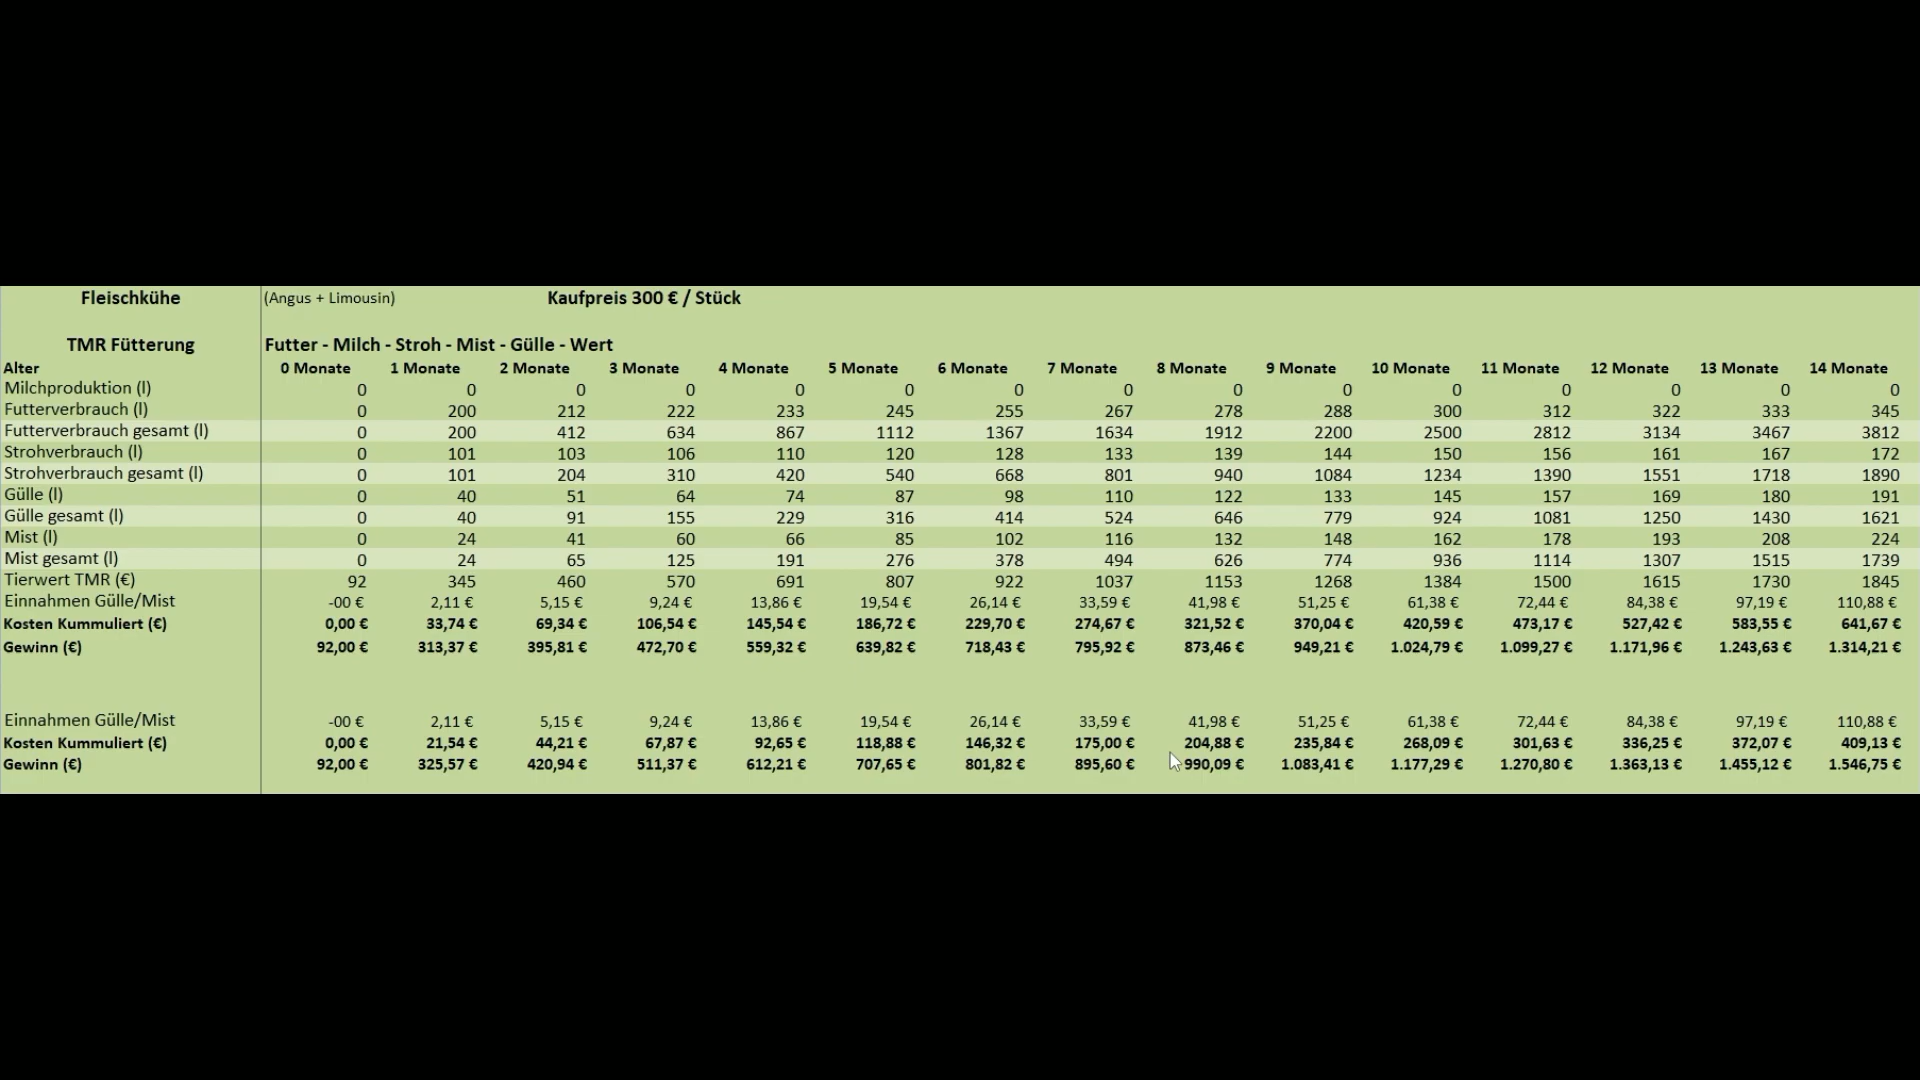 Fleischkühe (Angus + Limousin) Kaufpreis 300 € / Stück
TMR Fütterung Futter - Milch - Stroh - Mist - Gülle - Wert
Alter 0 Monate 1 Monate 2 Monate 3 Monate 4 Monate 5 Monate 6 Monate 7 Monate 8 Monate 9 Monate 10 Monate 11 Monate 12 Monate 13 Monate 14 Monate
Milchproduktion (l) 0 0 0 0 0 0 0 0 0 0 0 0 0 0 0
Futterverbrauch (l) 0 200 212 222 233 245 255 267 278 288 300 312 322 333 345
Futterverbrauch gesamt (l) 0 200 412 634 867 1112 1367 1634 1912 2200 2500 2812 3134 3467 3812
Strohverbrauch (l) 0 101 103 106 110 120 128 133 139 144 150 156 161 167 172
Strohverbrauch gesamt (l) 0 101 204 310 420 540 668 801 940 1084 1234 1390 1551 1718 1890
Gülle (l) 0 40 51 64 74 87 98 110 122 133 145 157 169 180 191
Gülle gesamt (l) 0 40 91 155 229 316 414 524 646 779 924 1081 1250 1430 1621
Mist (l) 0 24 41 60 66 85 102 116 132 148 162 178 193 208 224
Mist gesamt (l) 0 24 65 125 191 276 378 494 626 774 936 1114 1307 1515 1739
Tierwert TMR (€) 92 345 460 570 691 807 922 1037 1153 1268 1384 1500 1615 1730 1845
Einnahmen Gülle/Mist -00 € 2,11 € 5,15 € 9,24 € 13,86 € 19,54 € 26,14 € 33,59 € 41,98 € 51,25 € 61,38 € 72,44 € 84,38 € 97,19 € 110,88 €
Kosten Kummuliert (€) 0,00 € 33,74 € 69,34 € 106,54 € 145,54 € 186,72 € 229,70 € 274,67 € 321,52 € 370,04 € 420,59 € 473,17 € 527,42 € 583,55 € 641,67 €
Gewinn (€) 92,00 € 313,37 € 395,81 € 472,70 € 559,32 € 639,82 € 718,43 € 795,92 € 873,46 € 949,21 € 1.024,79 € 1.099,27 € 1.171,96 € 1.243,63 € 1.314,21 €
Einnahmen Gülle/Mist -00 € 2,11 € 5,15 € 9,24 € 13,86 € 19,54 € 26,14 € 33,59 € 41,98 € 51,25 € 61,38 € 72,44 € 84,38 € 97,19 € 110,88 €
Kosten Kummuliert (€) 0,00 € 21,54 € 44,21 € 67,87 € 92,65 € 118,88 € 146,32 € 175,00 € 204,88 € 235,84 € 268,09 € 301,63 € 336,25 € 372,07 € 409,13 €
Gewinn (€) 92,00 € 325,57 € 420,94 € 511,37 € 612,21 € 707,65 € 801,82 € 895,60 € 990,09 € 1.083,41 € 1.177,29 € 1.270,80 € 1.363,13 € 1.455,12 € 1.546,75 €